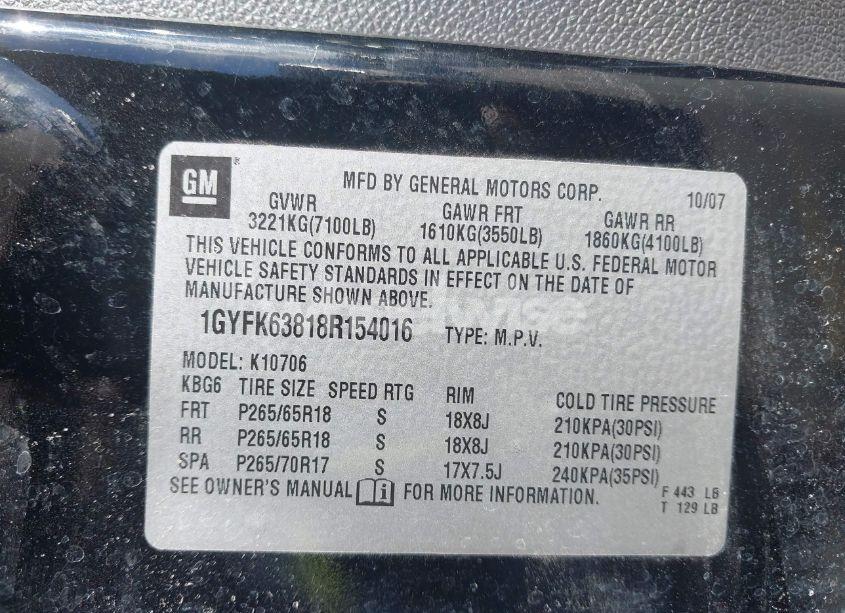 GM
MFD BY GENERAL MOTORS CORP. 10/07
GVWR GAWR FRT GAWR RR
3221KG(7100LB) 1610KG(3550LB) 1860KG(4100LB)
THIS VEHICLE CONFORMS TO ALL APPLICABLE U.S. FEDERAL MOTOR
VEHICLE SAFETY STANDARDS IN EFFECT ON THE DATE OF
MANUFACTURE SHOWN ABOVE.
1GYFK63818R154016 TYPE: M.P.V.
MODEL: K10706
KBG6 TIRE SIZE SPEED RTG RIM COLD TIRE PRESSURE
FRT P265/65R18 S 18X8J 210KPA(30PSI)
RR P265/65R18 S 18X8J 210KPA(30PSI)
SPA P265/70R17 S 17X7.5J 240KPA(35PSI)
SEE OWNER'S MANUAL FOR MORE INFORMATION.
F 443 LB
T 129 LB